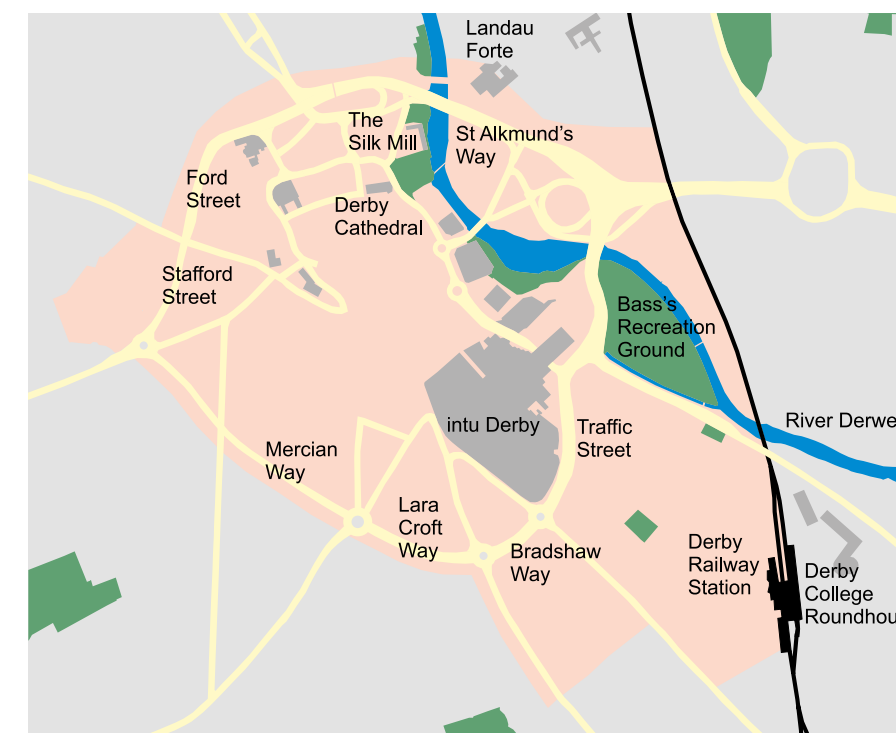 Landau
Forte
The
Silk Mill
St Alkmund's
Way
Ford
Street
Derby
Cathedral
Stafford
Street
Bass's
Recreation
Ground
intu Derby
Traffic
Street
River Derwe
Mercian
Way
Lara
Croft
Way
Bradshaw
Way
Derby
Railway
Station
Derby
College
Roundhou